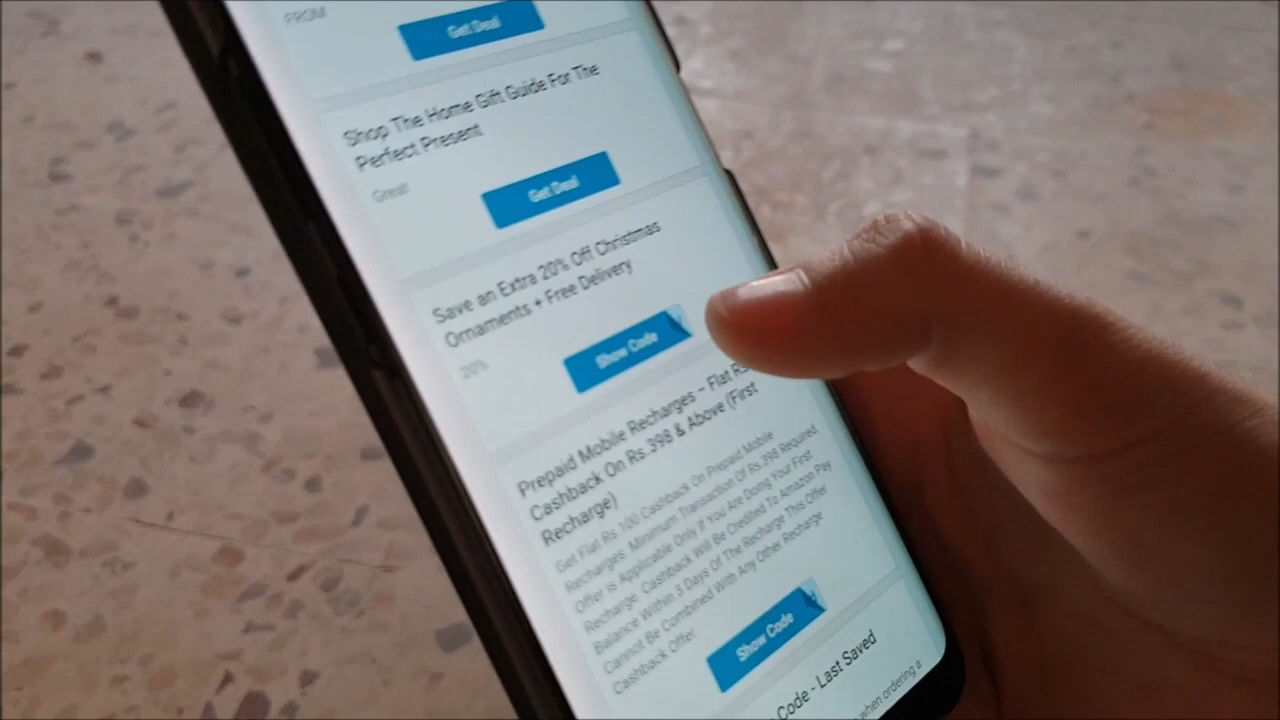 FROM
Get Deal
Shop The Home Gift Guide For The
Perfect Present
Great
Get Deal
Save an Extra 20% Off Christmas
Ornaments + Free Delivery
20%
Show Code
Prepaid Mobile Recharges – Flat Rs
Cashback On Rs.398 & Above (First
Recharge)
Get Flat Rs 100 Cashback On Prepaid Mobile
Recharges. Minimum Transaction Of Rs.398 Required
Offer is Applicable Only if You Are Doing Your First
Recharge. Cashback Will Be Credited To Amazon Pay
Balance Within 3 Days Of The Recharge This Offer
Cannot Be Combined With Any Other Recharge
Cashback Offer.
Show Code
Code - Last Saved
when ordering a